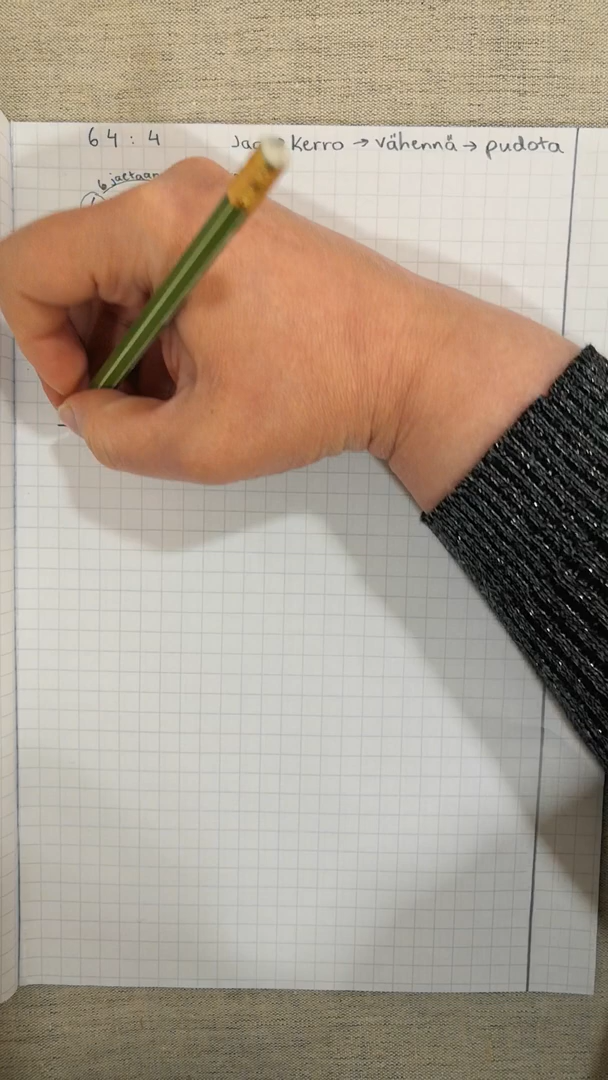 64 : 4
Kerro → vähennä → pudota
6 jaetaan